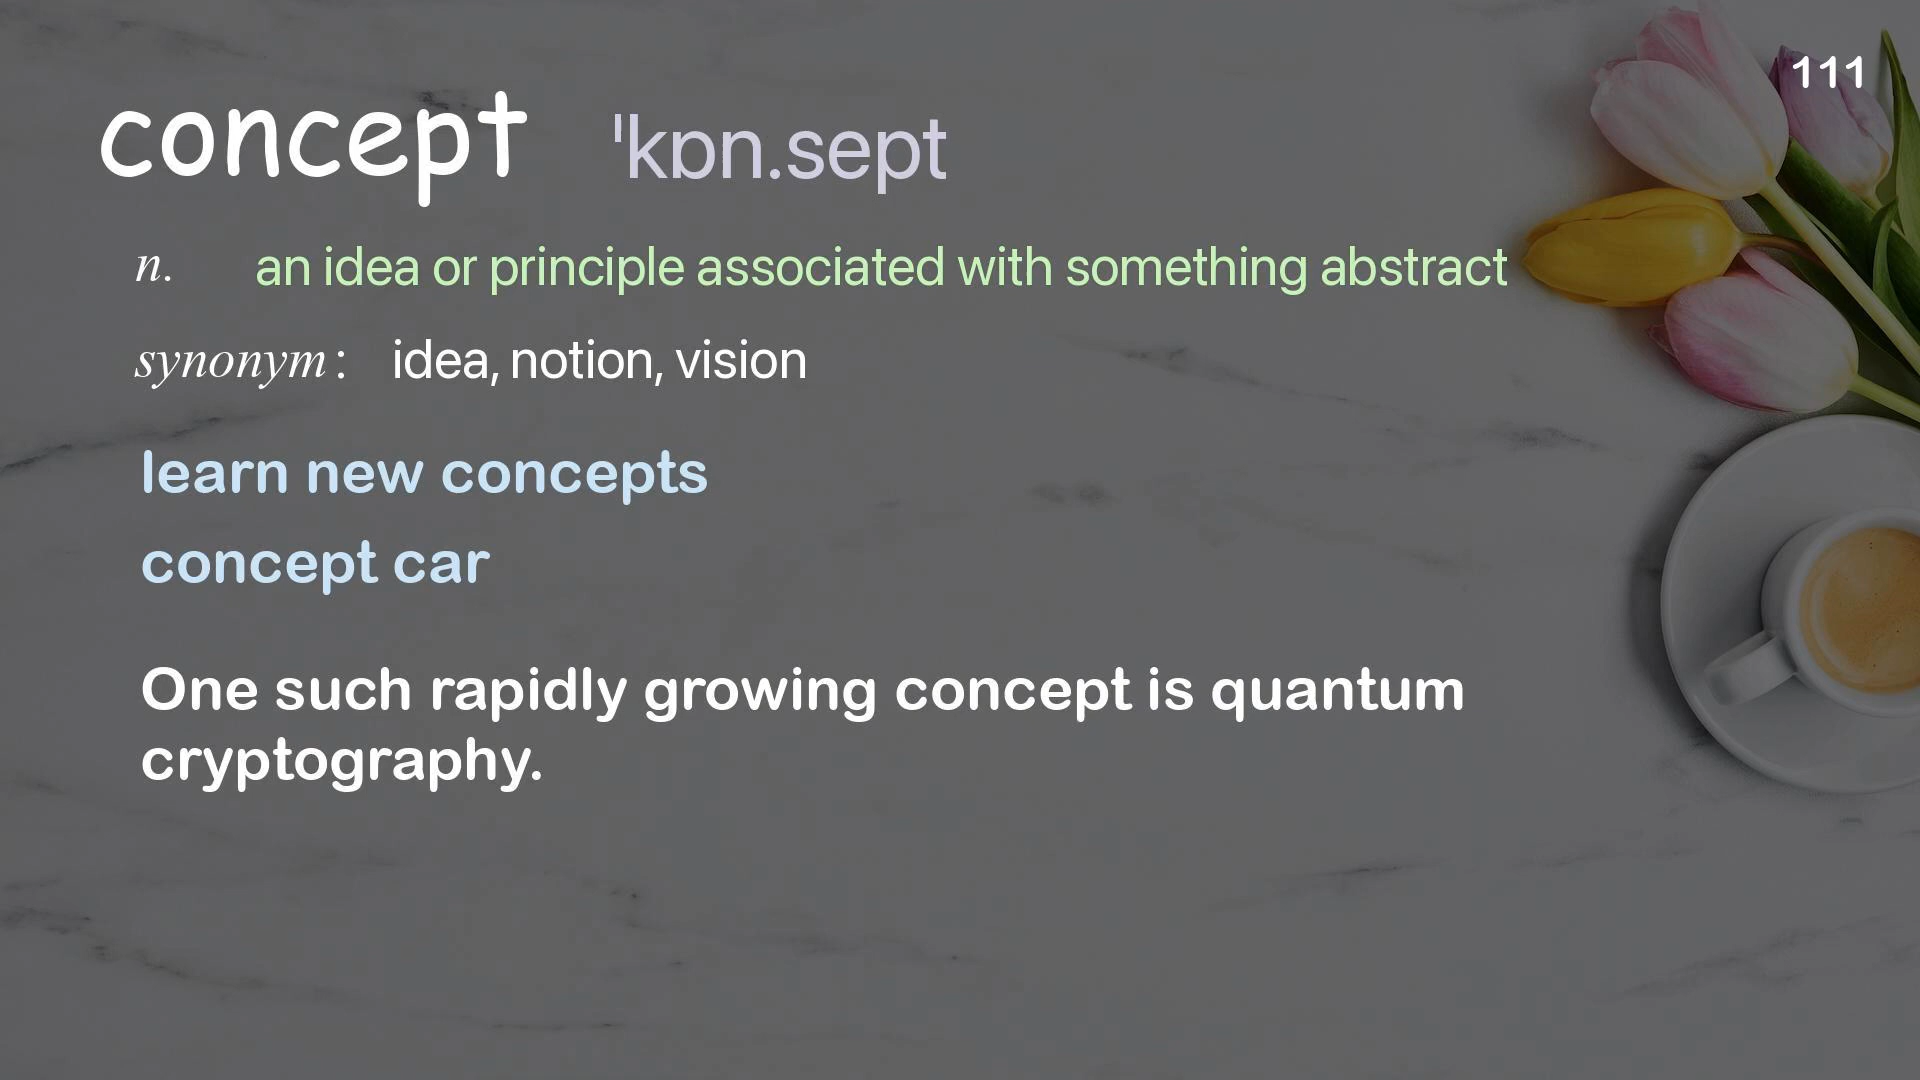 111
concept ˈkɒn.sept
n. an idea or principle associated with something abstract
synonym: idea, notion, vision
learn new concepts
concept car
One such rapidly growing concept is quantum
cryptography.